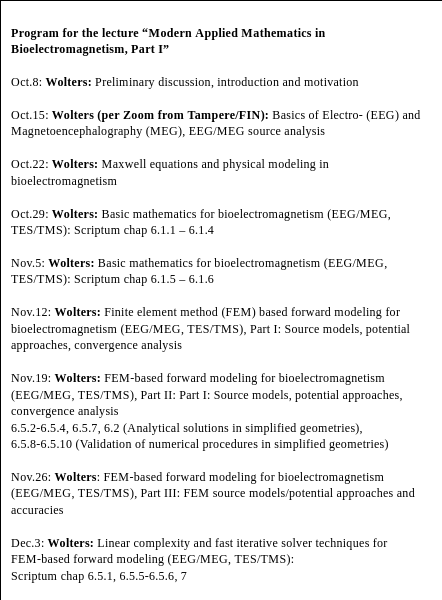 Program for the lecture “Modern Applied Mathematics in
Bioelectromagnetism, Part I”
Oct.8: Wolters: Preliminary discussion, introduction and motivation
Oct.15: Wolters (per Zoom from Tampere/FIN): Basics of Electro- (EEG) and
Magnetoencephalography (MEG), EEG/MEG source analysis
Oct.22: Wolters: Maxwell equations and physical modeling in
bioelectromagnetism
Oct.29: Wolters: Basic mathematics for bioelectromagnetism (EEG/MEG,
TES/TMS): Scriptum chap 6.1.1 – 6.1.4
Nov.5: Wolters: Basic mathematics for bioelectromagnetism (EEG/MEG,
TES/TMS): Scriptum chap 6.1.5 – 6.1.6
Nov.12: Wolters: Finite element method (FEM) based forward modeling for
bioelectromagnetism (EEG/MEG, TES/TMS), Part I: Source models, potential
approaches, convergence analysis
Nov.19: Wolters: FEM-based forward modeling for bioelectromagnetism
(EEG/MEG, TES/TMS), Part II: Part I: Source models, potential approaches,
convergence analysis
6.5.2-6.5.4, 6.5.7, 6.2 (Analytical solutions in simplified geometries),
6.5.8-6.5.10 (Validation of numerical procedures in simplified geometries)
Nov.26: Wolters: FEM-based forward modeling for bioelectromagnetism
(EEG/MEG, TES/TMS), Part III: FEM source models/potential approaches and
accuracies
Dec.3: Wolters: Linear complexity and fast iterative solver techniques for
FEM-based forward modeling (EEG/MEG, TES/TMS):
Scriptum chap 6.5.1, 6.5.5-6.5.6, 7